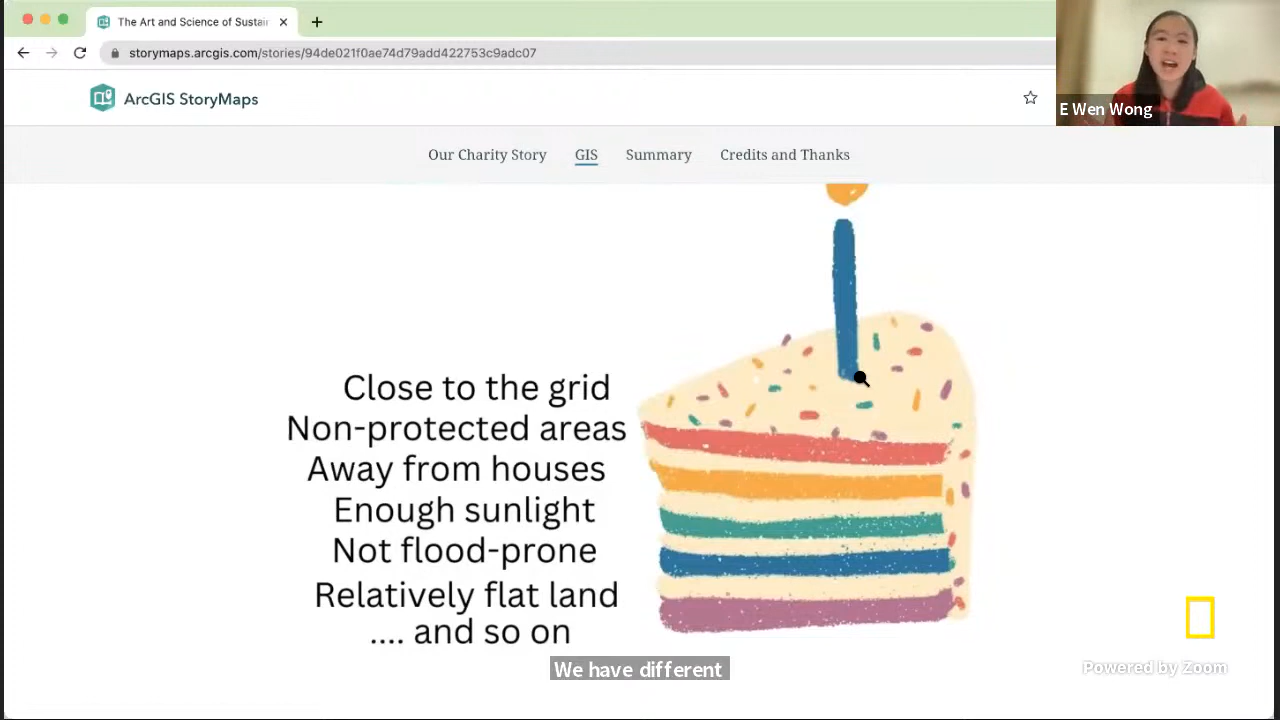 The Art and Science of Sustair
storymaps.arcgis.com/stories/94de021f0ae74d79add422753c9adc07
ArcGIS StoryMaps
E Wen Wong
Our Charity Story
GIS
Summary
Credits and Thanks
Close to the grid
Non-protected areas
Away from houses
Enough sunlight
Not flood-prone
Relatively flat land
.... and so on
We have different
Powered by Zoom